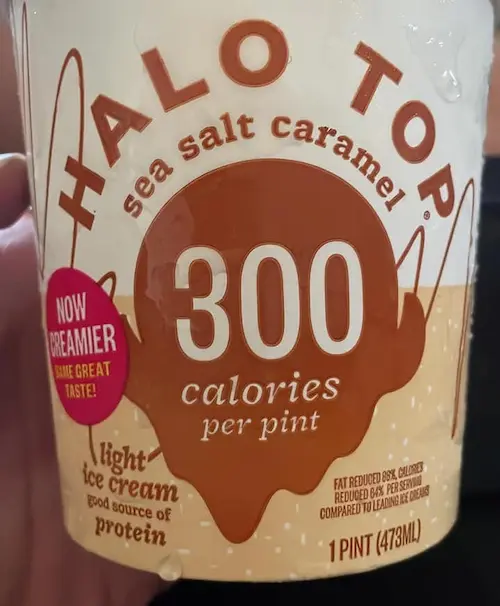 HALO TOP®
sea salt caramel
300
calories
per pint
NOW
CREAMIER
SAME GREAT
TASTE!
light
ice cream
good source of
protein
FAT REDUCED 86%, CALORIES
REDUCED 64% PER SERVING
COMPARED TO LEADING ICE CREAMS
1 PINT (473ML)